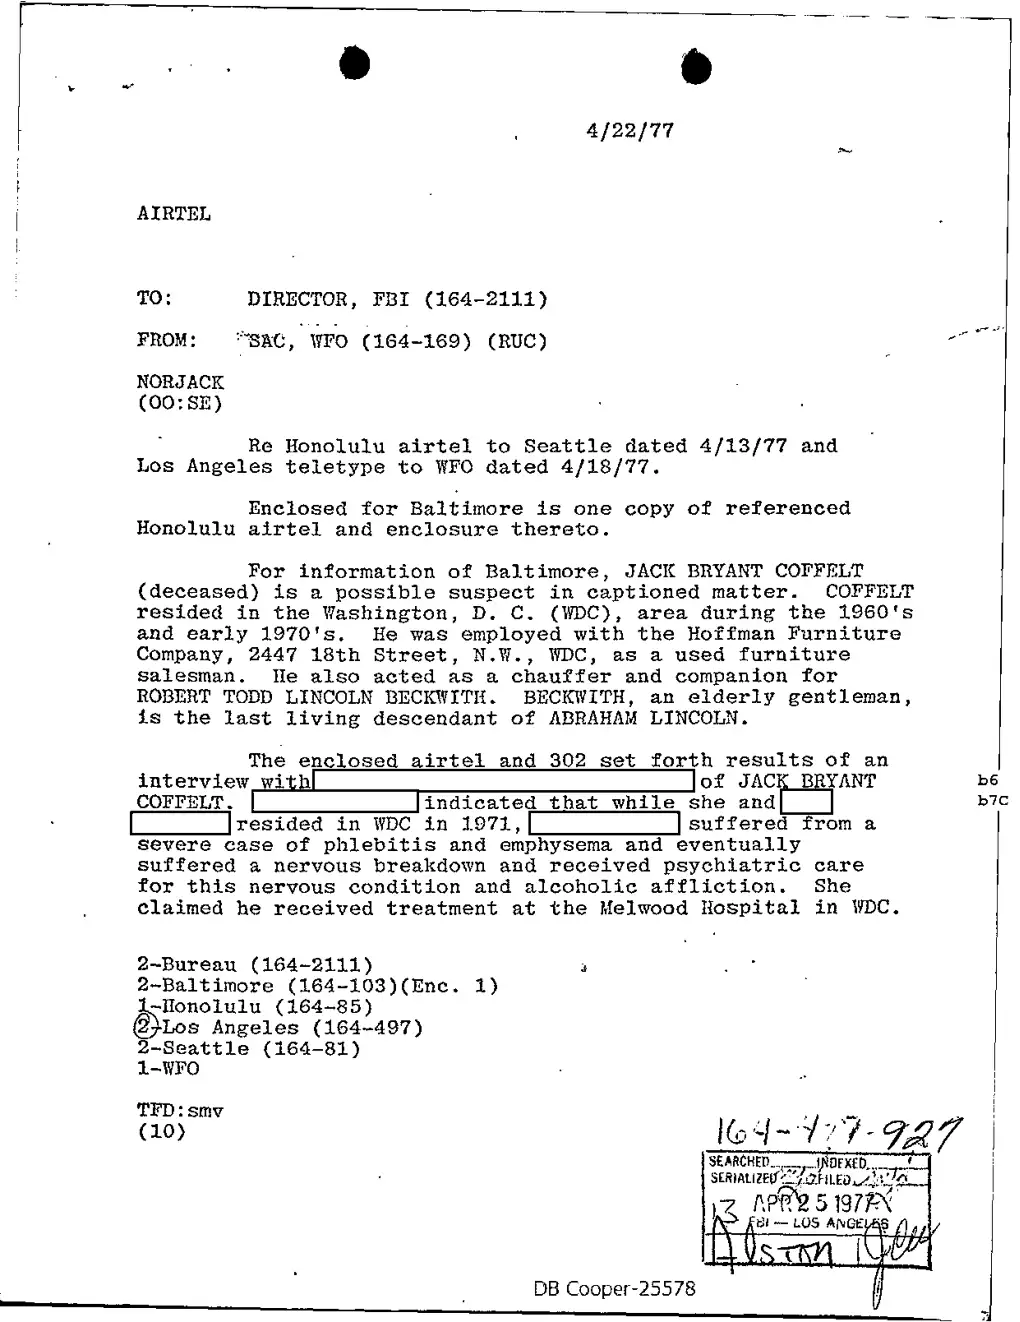 4/22/77
AIRTEL
TO: DIRECTOR, FBI (164-2111)
FROM: SAC, WFO (164-169) (RUC)
NORJACK
(OO:SE)
Re Honolulu airtel to Seattle dated 4/13/77 and
Los Angeles teletype to WFO dated 4/18/77.
Enclosed for Baltimore is one copy of referenced
Honolulu airtel and enclosure thereto.
For information of Baltimore, JACK BRYANT COFFELT
(deceased) is a possible suspect in captioned matter. COFFELT
resided in the Washington, D. C. (WDC), area during the 1960's
and early 1970's. He was employed with the Hoffman Furniture
Company, 2447 18th Street, N.W., WDC, as a used furniture
salesman. He also acted as a chauffer and companion for
ROBERT TODD LINCOLN BECKWITH. BECKWITH, an elderly gentleman,
is the last living descendant of ABRAHAM LINCOLN.
The enclosed airtel and 302 set forth results of an
interview with of JACK BRYANT
COFFELT. indicated that while she and
resided in WDC in 1971, suffered from a
severe case of phlebitis and emphysema and eventually
suffered a nervous breakdown and received psychiatric care
for this nervous condition and alcoholic affliction. She
claimed he received treatment at the Melwood Hospital in WDC.
b6
b7C
2-Bureau (164-2111)
2-Baltimore (164-103)(Enc. 1)
1-Honolulu (164-85)
2-Los Angeles (164-497)
2-Seattle (164-81)
1-WFO
TFD:smv
(10)
164-497-927
SEARCHED INDEXED
SERIALIZED FILED
APR 25 1977
FBI — LOS ANGELES
DB Cooper-25578